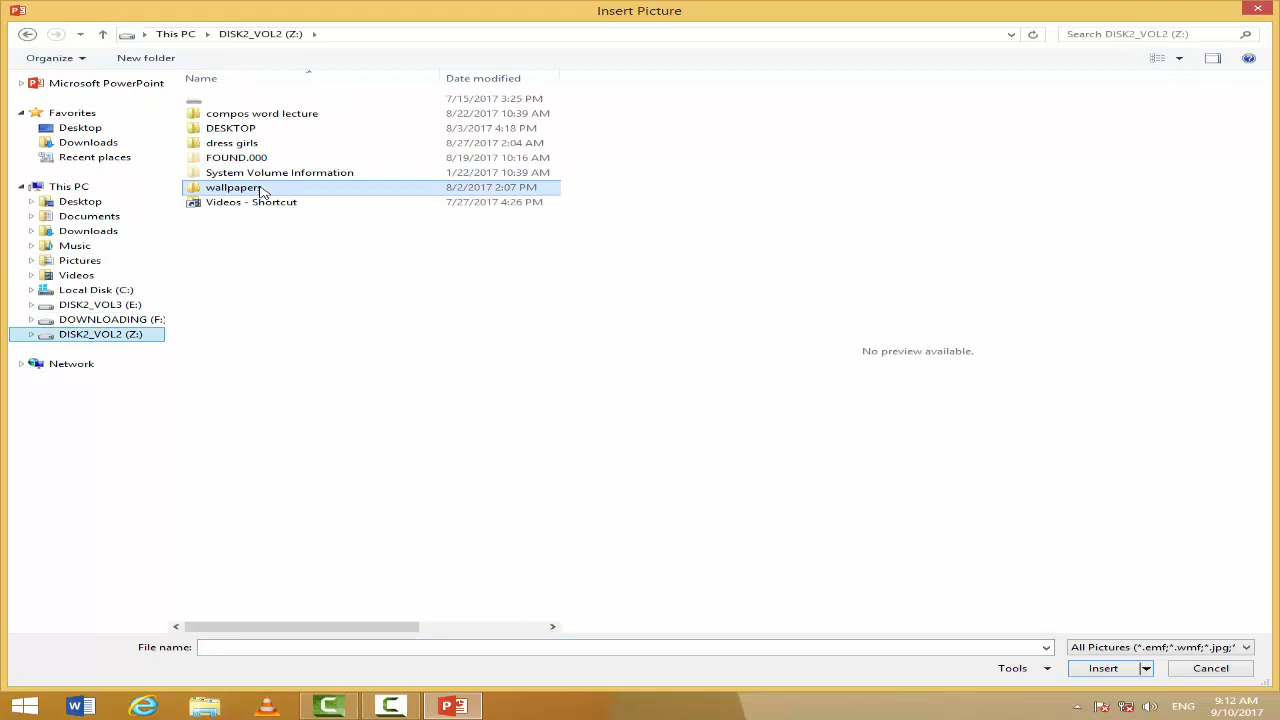 Insert Picture
This PC DISK2_VOL2 (Z:)
Search DISK2_VOL2 (Z:)
Organize New folder
Name Date modified
7/15/2017 3:25 PM
compos word lecture 8/22/2017 10:39 AM
DESKTOP 8/3/2017 4:18 PM
dress girls 8/27/2017 2:04 AM
FOUND.000 8/19/2017 10:16 AM
System Volume Information 1/22/2017 10:39 AM
wallpapers 8/2/2017 2:07 PM
Videos - Shortcut 7/27/2017 4:26 PM
Microsoft PowerPoint
Favorites
Desktop
Downloads
Recent places
This PC
Desktop
Documents
Downloads
Music
Pictures
Videos
Local Disk (C:)
DISK2_VOL3 (E:)
DOWNLOADING (F:)
DISK2_VOL2 (Z:)
Network
No preview available.
File name:
All Pictures (*.emf;*.wmf;*.jpg;*
Tools Insert Cancel
ENG
9:12 AM
9/10/2017